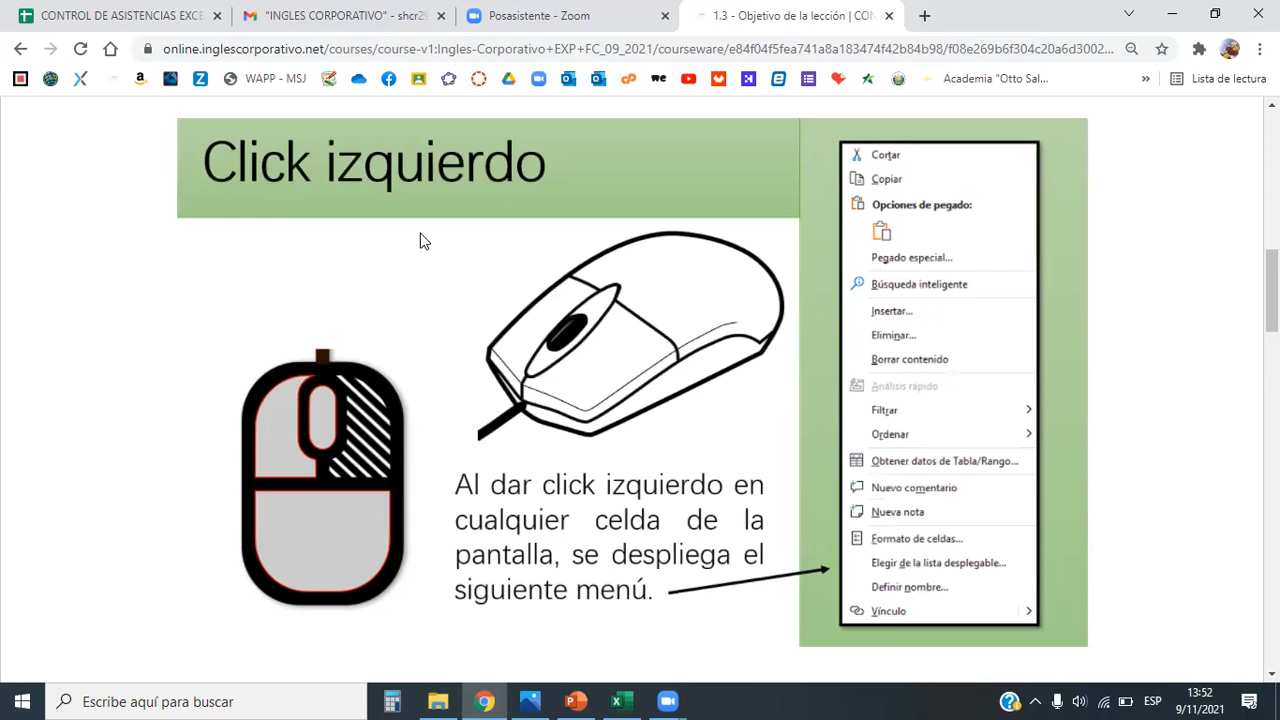 CONTROL DE ASISTENCIAS EXCE
"INGLES CORPORATIVO" - shcr29
Posasistente - Zoom
1.3 - Objetivo de la lección | CON
online.inglescorporativo.net/courses/course-v1:Ingles-Corporativo+EXP+FC_09_2021/courseware/e84f04f5fea741a8a183474f42b84b98/f08e269b6f304c20a6d3002...
WAPP - MSJ
Academia "Otto Sal...
»
Lista de lectura
Click izquierdo
Al dar click izquierdo en
cualquier celda de la
pantalla, se despliega el
siguiente menú.
Cortar
Copiar
Opciones de pegado:
Pegado especial...
Búsqueda inteligente
Insertar...
Eliminar...
Borrar contenido
Análisis rápido
Filtrar
Ordenar
Obtener datos de Tabla/Rango...
Nuevo comentario
Nueva nota
Formato de celdas...
Elegir de la lista desplegable...
Definir nombre...
Vínculo
Escribe aquí para buscar
ESP
13:52
9/11/2021